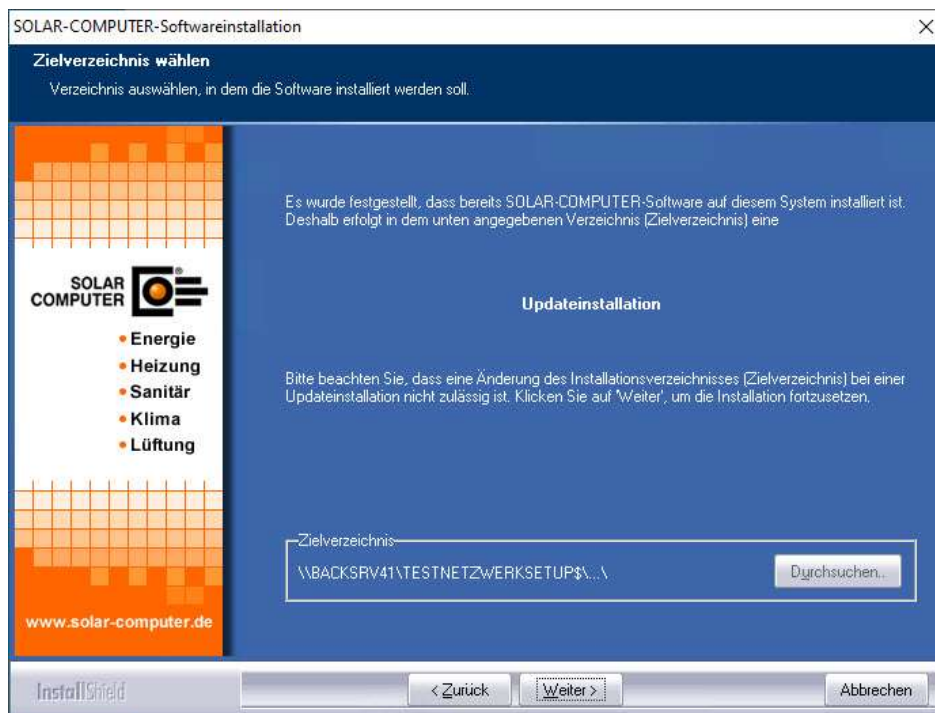 SOLAR-COMPUTER-Softwareinstallation
Zielverzeichnis wählen
Verzeichnis auswählen, in dem die Software installiert werden soll.
SOLAR
COMPUTER
®
• Energie
• Heizung
• Sanitär
• Klima
• Lüftung
www.solar-computer.de
Es wurde festgestellt, dass bereits SOLAR-COMPUTER-Software auf diesem System installiert ist.
Deshalb erfolgt in dem unten angegebenen Verzeichnis (Zielverzeichnis) eine
Updateinstallation
Bitte beachten Sie, dass eine Änderung des Installationsverzeichnisses (Zielverzeichnis) bei einer
Updateinstallation nicht zulässig ist. Klicken Sie auf 'Weiter', um die Installation fortzusetzen.
Zielverzeichnis
\\BACKSRV41\TESTNETZWERKSETUP$\...\
Durchsuchen..
InstallShield
< Zurück
Weiter >
Abbrechen